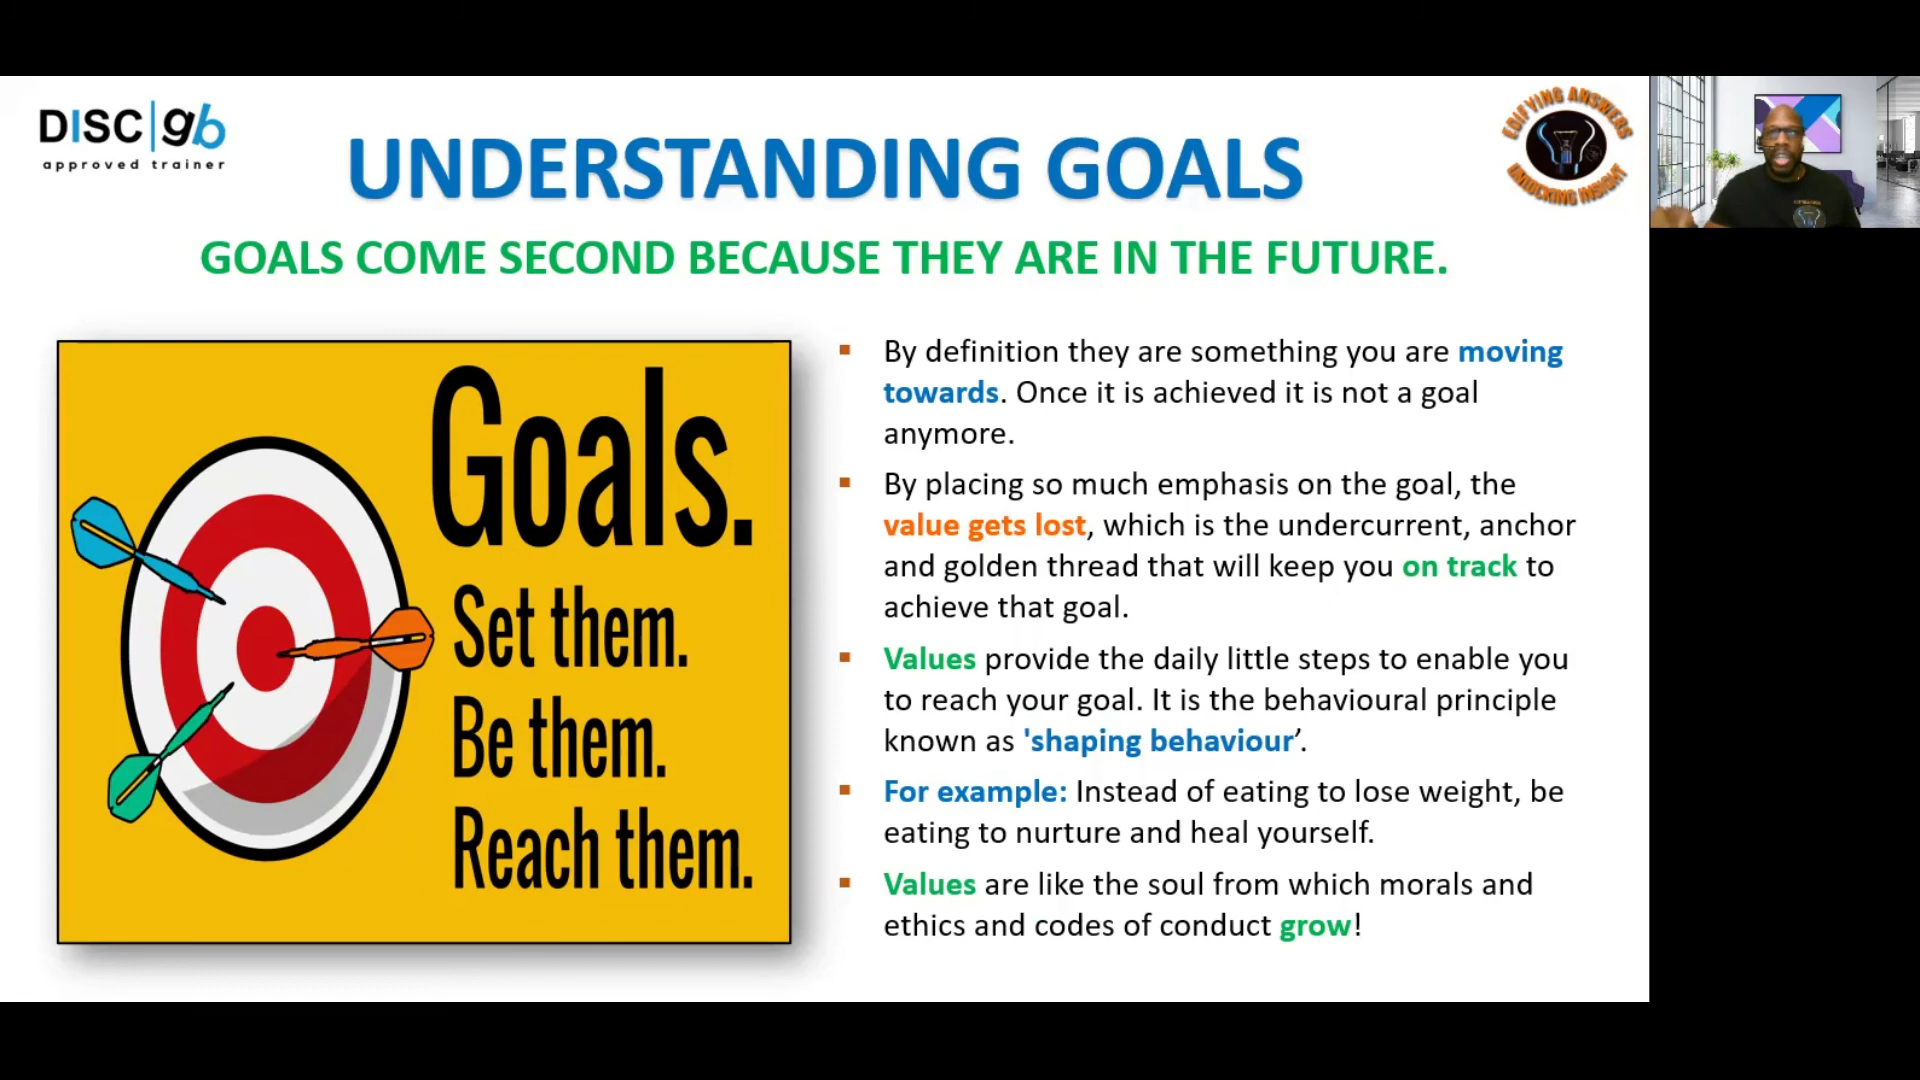 DISC|gb
approved trainer
EDIFYING ANSWERS
UNLOCKING INSIGHT
UNDERSTANDING GOALS
GOALS COME SECOND BECAUSE THEY ARE IN THE FUTURE.
Goals.
Set them.
Be them.
Reach them.
▪ By definition they are something you are moving
towards. Once it is achieved it is not a goal
anymore.
▪ By placing so much emphasis on the goal, the
value gets lost, which is the undercurrent, anchor
and golden thread that will keep you on track to
achieve that goal.
▪ Values provide the daily little steps to enable you
to reach your goal. It is the behavioural principle
known as 'shaping behaviour’.
▪ For example: Instead of eating to lose weight, be
eating to nurture and heal yourself.
▪ Values are like the soul from which morals and
ethics and codes of conduct grow!